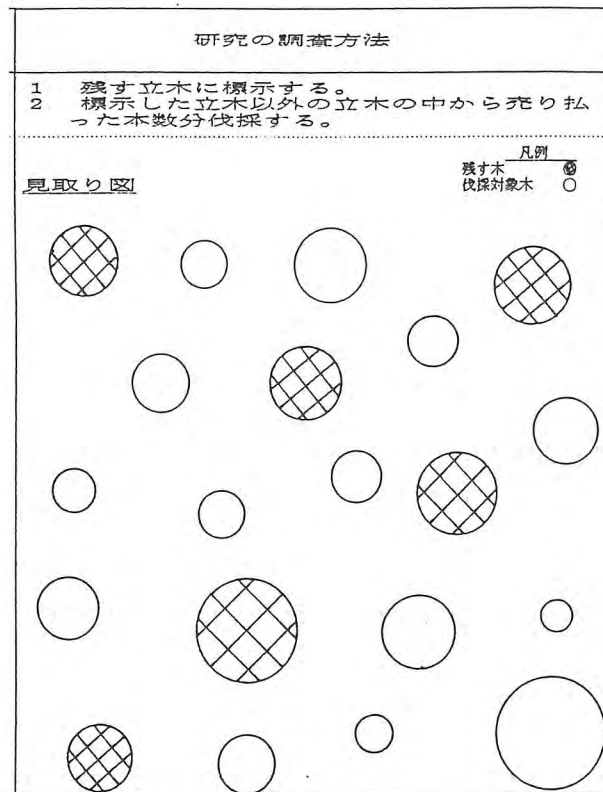 研究の調査方法
1 残す立木に標示する。
2 標示した立木以外の立木の中から売り払
った本数分伐採する。
凡例
残す木
伐採対象木
見取り図